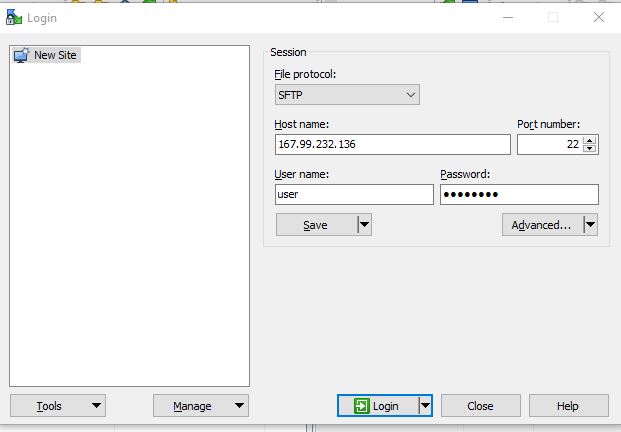 Login
New Site
Session
File protocol:
SFTP
Host name:
Port number:
167.99.232.136
22
User name:
Password:
user
●●●●●●●●
Save
Advanced...
Tools
Manage
Login
Close
Help